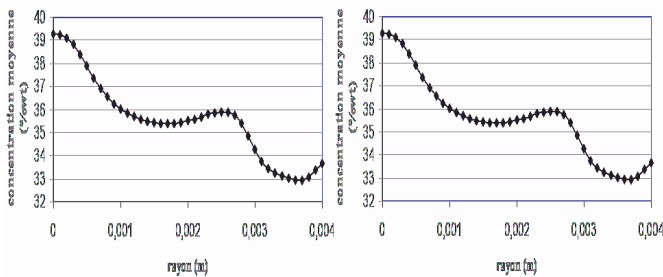 concentration moyenne
(%wt)
40
39
38
37
36
35
34
33
32
0 0,001 0,002 0,003 0,004
rayon (m)
concentration moyenne
(%wt)
40
39
38
37
36
35
34
33
32
0 0,001 0,002 0,003 0,004
rayon (m)